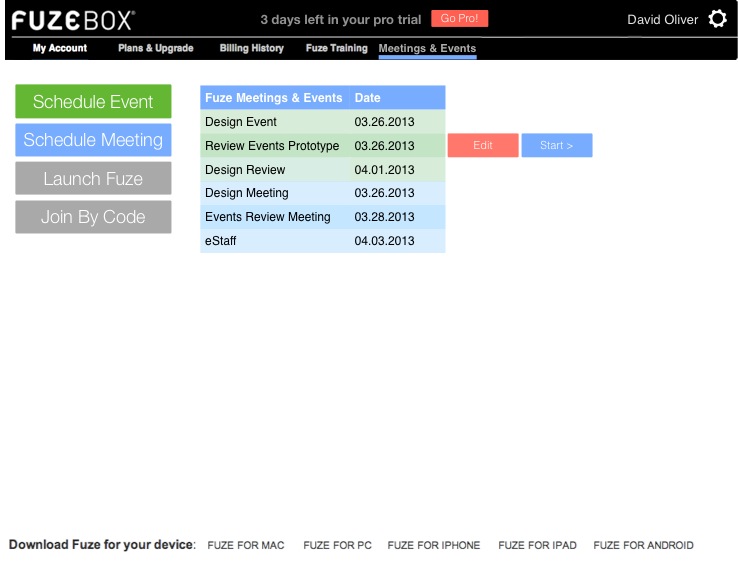 FUZEBOX® 3 days left in your pro trial Go Pro! David Oliver
My Account Plans & Upgrade Billing History Fuze Training Meetings & Events
Schedule Event
Schedule Meeting
Launch Fuze
Join By Code
Fuze Meetings & Events Date
Design Event 03.26.2013
Review Events Prototype 03.26.2013 Edit Start >
Design Review 04.01.2013
Design Meeting 03.26.2013
Events Review Meeting 03.28.2013
eStaff 04.03.2013
Download Fuze for your device: FUZE FOR MAC FUZE FOR PC FUZE FOR IPHONE FUZE FOR IPAD FUZE FOR ANDROID